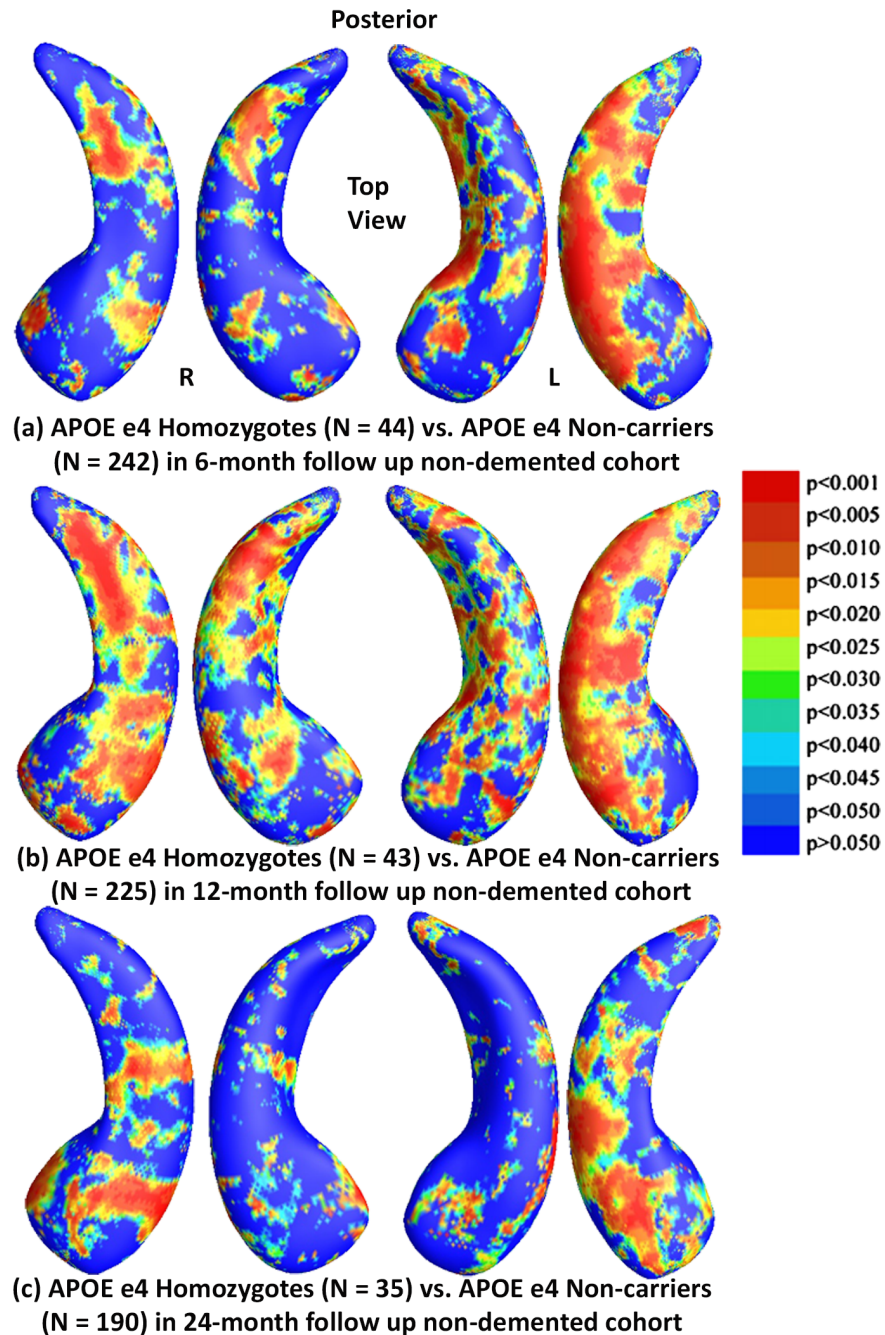 Posterior
Top
View
R
L
(a) APOE e4 Homozygotes (N = 44) vs. APOE e4 Non-carriers
(N = 242) in 6-month follow up non-demented cohort
p<0.001
p<0.005
p<0.010
p<0.015
p<0.020
p<0.025
p<0.030
p<0.035
p<0.040
p<0.045
p<0.050
p>0.050
(b) APOE e4 Homozygotes (N = 43) vs. APOE e4 Non-carriers
(N = 225) in 12-month follow up non-demented cohort
(c) APOE e4 Homozygotes (N = 35) vs. APOE e4 Non-carriers
(N = 190) in 24-month follow up non-demented cohort